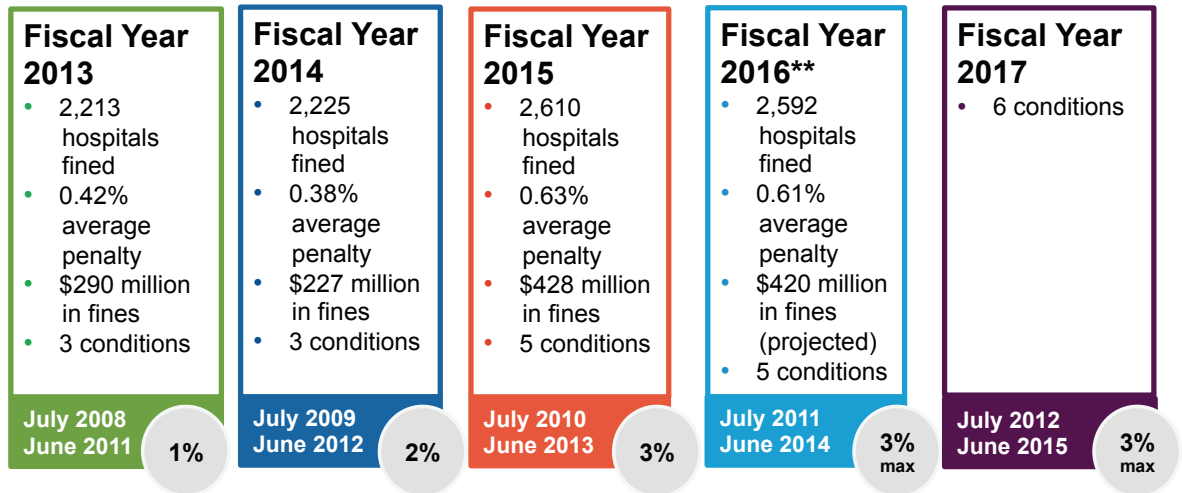 Fiscal Year
2013
• 2,213
hospitals
fined
• 0.42%
average
penalty
• $290 million
in fines
• 3 conditions
July 2008
June 2011
1%
Fiscal Year
2014
• 2,225
hospitals
fined
• 0.38%
average
penalty
• $227 million
in fines
• 3 conditions
July 2009
June 2012
2%
Fiscal Year
2015
• 2,610
hospitals
fined
• 0.63%
average
penalty
• $428 million
in fines
• 5 conditions
July 2010
June 2013
3%
Fiscal Year
2016**
• 2,592
hospitals
fined
• 0.61%
average
penalty
• $420 million
in fines
(projected)
• 5 conditions
July 2011
June 2014
3%
max
Fiscal Year
2017
• 6 conditions
July 2012
June 2015
3%
max